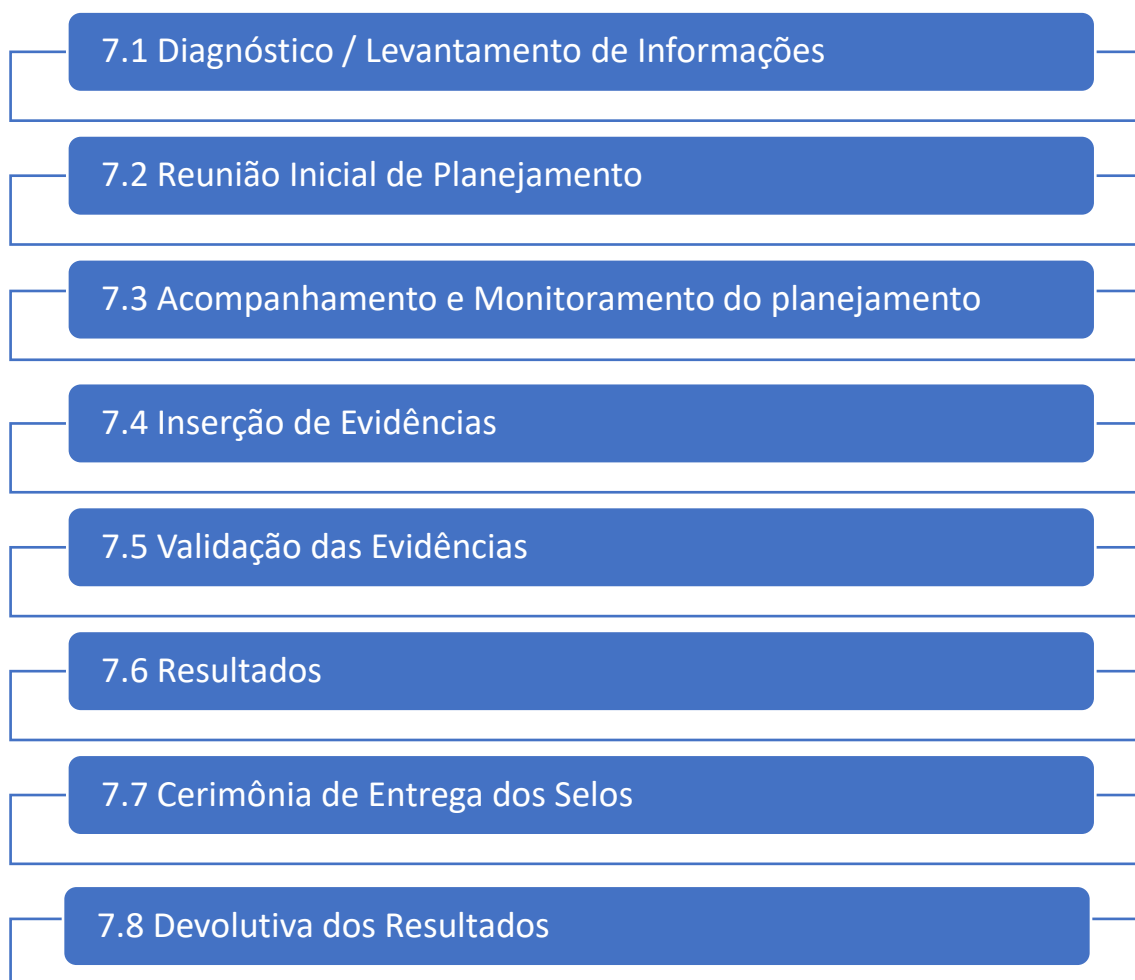 7.1 Diagnóstico / Levantamento de Informações
7.2 Reunião Inicial de Planejamento
7.3 Acompanhamento e Monitoramento do planejamento
7.4 Inserção de Evidências
7.5 Validação das Evidências
7.6 Resultados
7.7 Cerimônia de Entrega dos Selos
7.8 Devolutiva dos Resultados